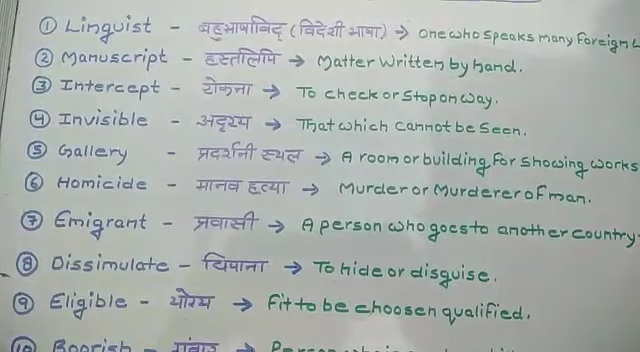 ① Linguist - बहुभाषाविद् (विदेशी भाषा) → one who speaks many foreign
② Manuscript - हस्तलिपि → Matter written by hand.
③ Intercept - रोकना → To check or stop on way.
④ Invisible - अदृश्य → That which cannot be seen.
⑤ Gallery - प्रदर्शनी स्थल → A room or building for showing works
⑥ Homicide - मानव हत्या → Murder or Murderer of man.
⑦ Emigrant - प्रवासी → A person who goes to another country.
⑧ Dissimulate - छिपाना → To hide or disguise.
⑨ Eligible - योग्य → Fit to be choosen qualified.
⑩ Boorish - गंवार → Person